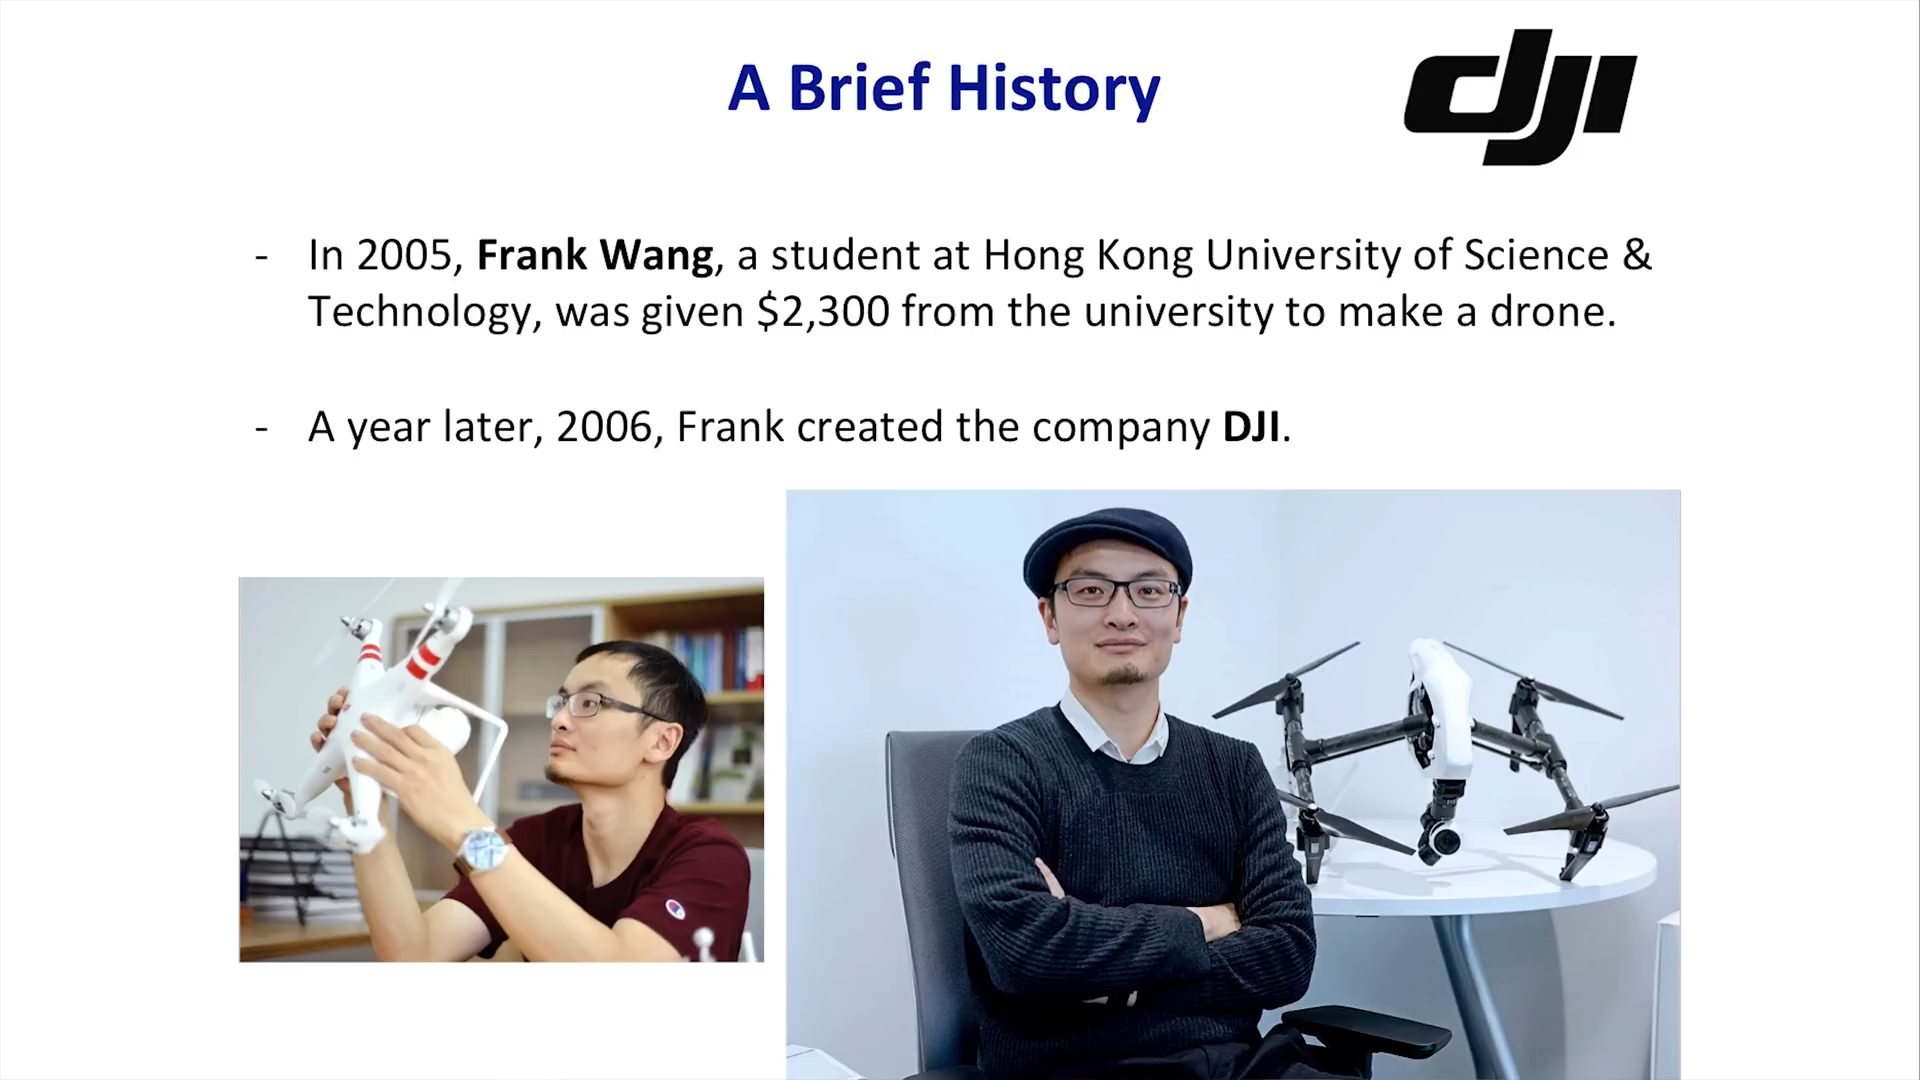 A Brief History
dji
- In 2005, Frank Wang, a student at Hong Kong University of Science &
Technology, was given $2,300 from the university to make a drone.
- A year later, 2006, Frank created the company DJI.